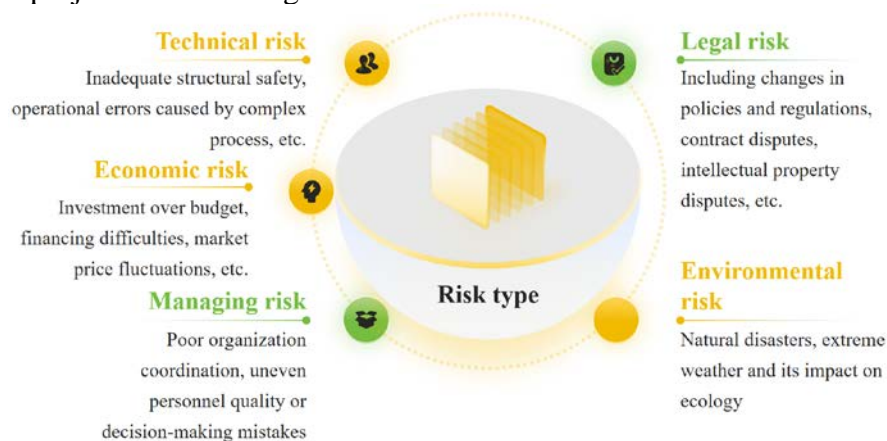 Technical risk
Inadequate structural safety,
operational errors caused by complex
process, etc.
Economic risk
Investment over budget,
financing difficulties, market
price fluctuations, etc.
Managing risk
Poor organization
coordination, uneven
personnel quality or
decision-making mistakes
Risk type
Legal risk
Including changes in
policies and regulations,
contract disputes,
intellectual property
disputes, etc.
Environmental
risk
Natural disasters, extreme
weather and its impact on
ecology